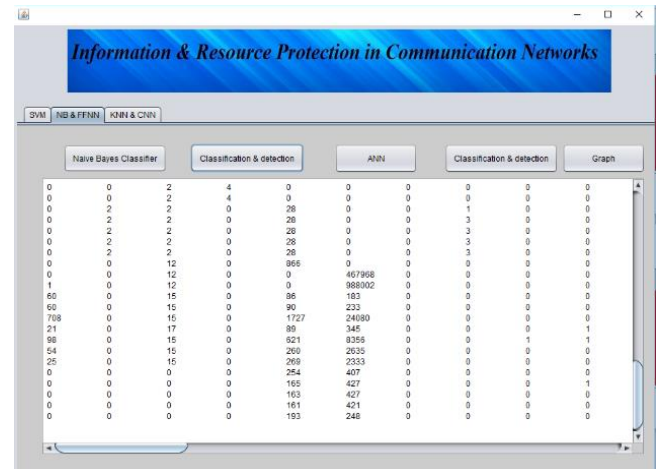 Information & Resource Protection in Communication Networks
SVM NB & FFNN KNN & CNN
Naive Bayes Classifier Classification & detection ANN Classification & detection Graph
0 0 2 4 0 0 0 0 0 0
0 0 2 4 0 0 0 0 0 0
0 2 2 0 28 0 0 1 0 0
0 2 2 0 28 0 0 3 0 0
0 2 2 0 28 0 0 3 0 0
0 2 2 0 28 0 0 3 0 0
0 2 2 0 28 0 0 3 0 0
0 0 12 0 866 0 0 0 0 0
0 0 12 0 0 467968 0 0 0 0
1 0 12 0 0 988002 0 0 0 0
60 0 15 0 86 183 0 0 0 0
60 0 15 0 90 233 0 0 0 0
708 0 15 0 1727 24080 0 0 0 0
21 0 17 0 89 345 0 0 0 1
98 0 15 0 621 8356 0 0 1 1
54 0 15 0 260 2635 0 0 0 0
25 0 15 0 269 2333 0 0 0 0
0 0 0 0 254 407 0 0 0 0
0 0 0 0 165 427 0 0 0 1
0 0 0 0 163 427 0 0 0 0
0 0 0 0 161 421 0 0 0 0
0 0 0 0 193 248 0 0 0 0